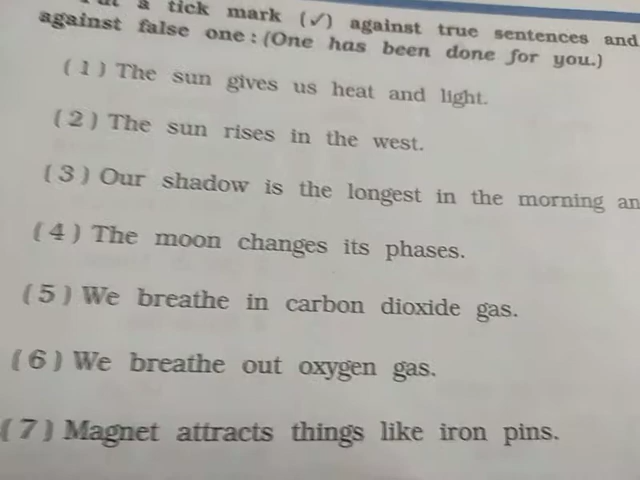 a tick mark (✓) against true sentences and
against false one : (One has been done for you.)
( 1 ) The sun gives us heat and light.
( 2 ) The sun rises in the west.
( 3 ) Our shadow is the longest in the morning an
( 4 ) The moon changes its phases.
( 5 ) We breathe in carbon dioxide gas.
( 6 ) We breathe out oxygen gas.
( 7 ) Magnet attracts things like iron pins.